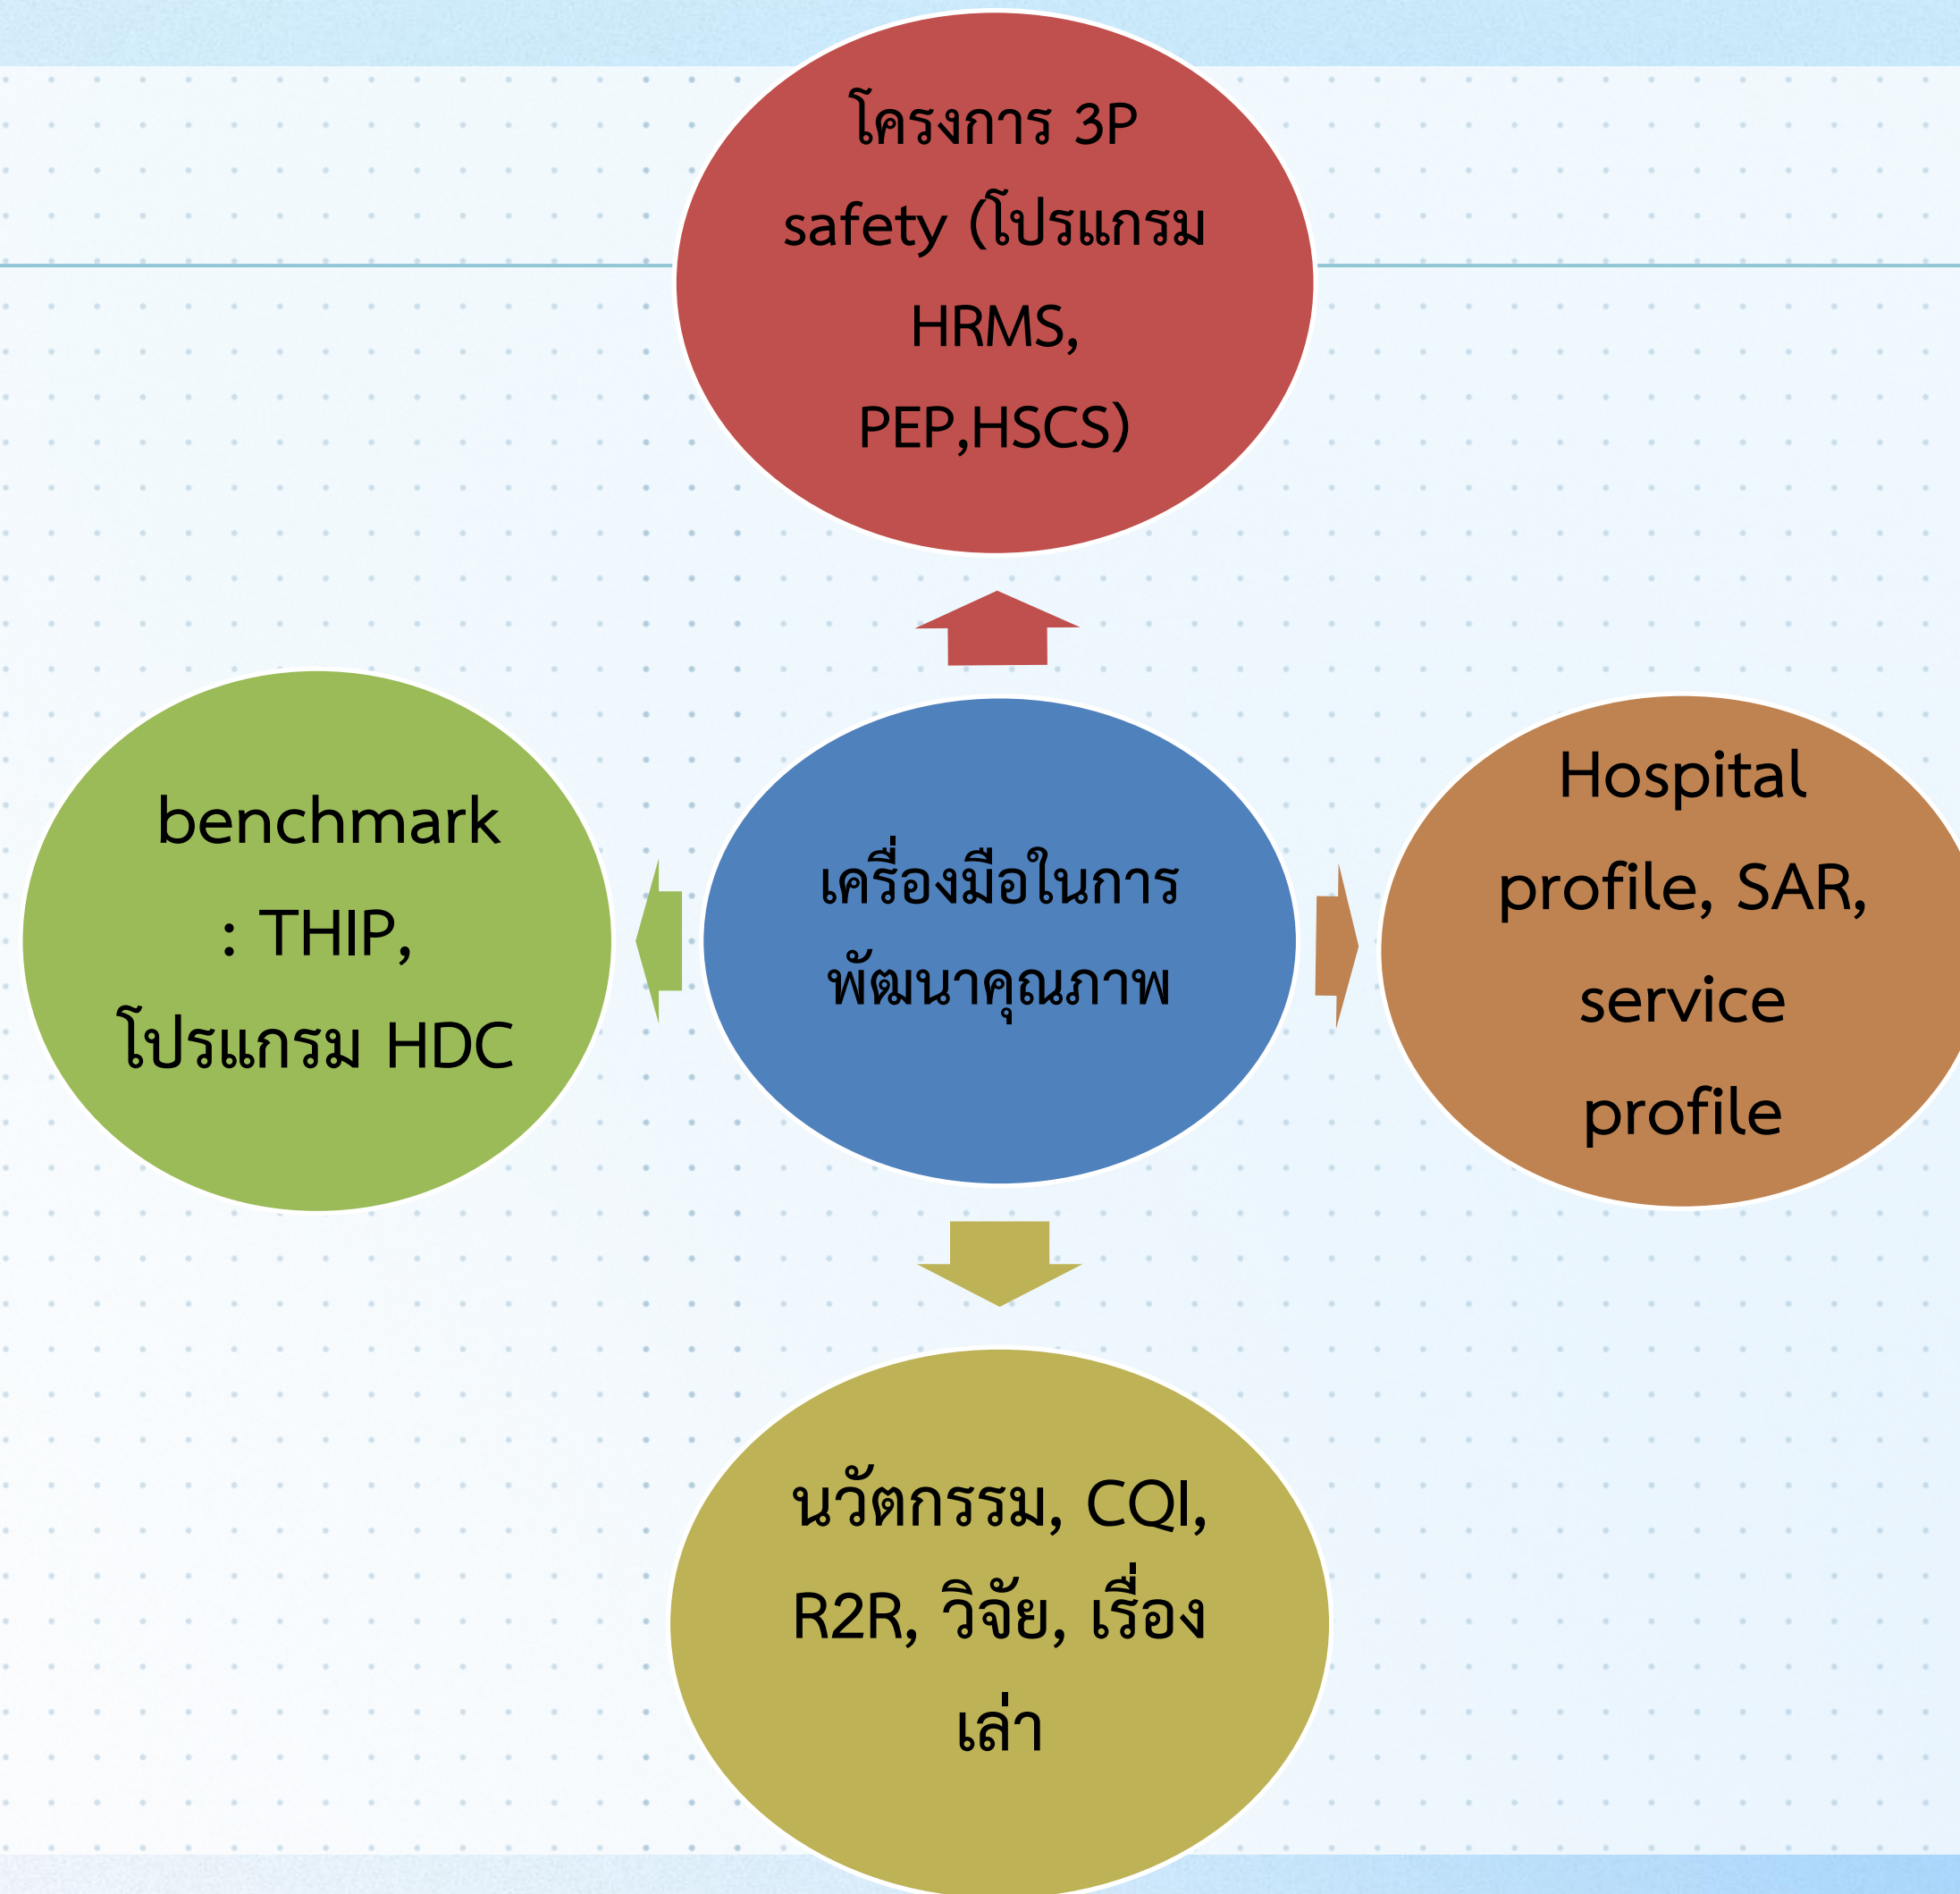 โครงการ 3P
safety (โปรแกรม
HRMS,
PEP,HSCS)
benchmark
: THIP,
โปรแกรม HDC
เครื่องมือในการ
พัฒนาคุณภาพ
Hospital
profile, SAR,
service
profile
นวัตกรรม, CQI,
R2R, วิจัย, เรื่อง
เล่า